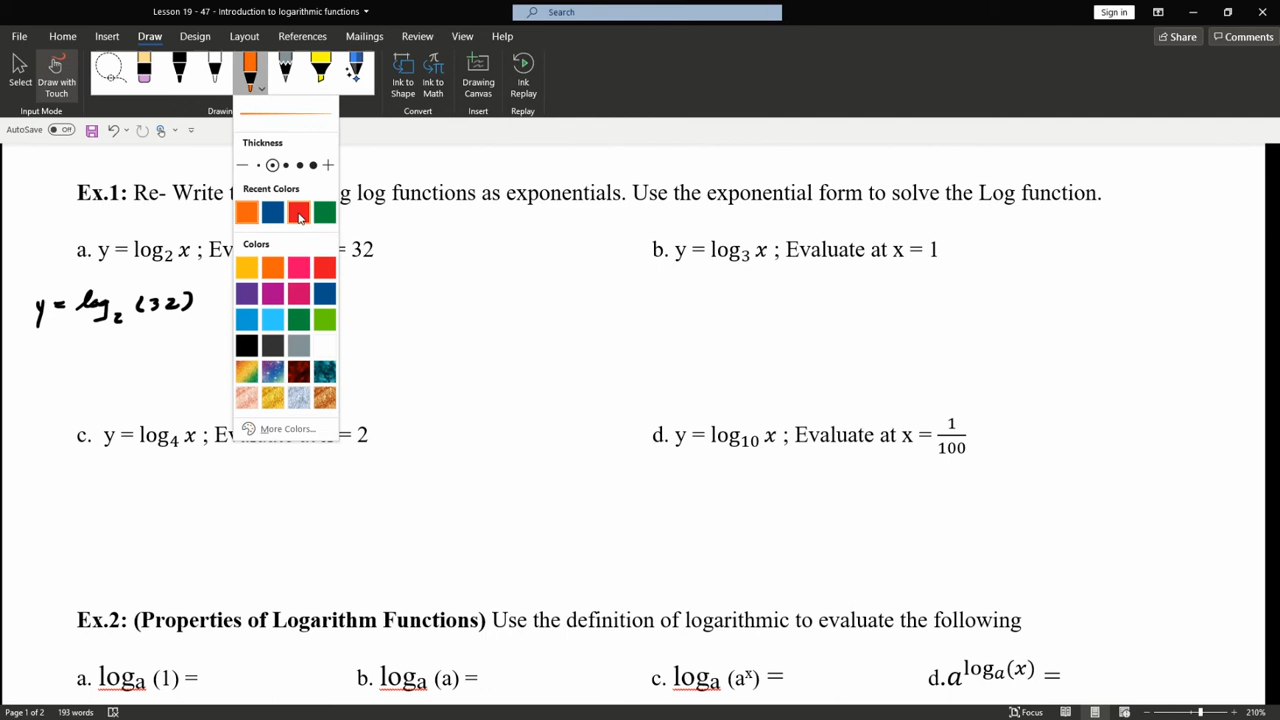 Lesson 19 - 47 - Introduction to logarithmic functions
Search
Sign in
File Home Insert Draw Design Layout References Mailings Review View Help
Share Comments
Select
Draw with Touch
Ink to Shape
Ink to Math
Drawing Canvas
Ink Replay
Input Mode Drawing Convert Insert Replay
AutoSave Off
Thickness
Recent Colors
Colors
More Colors...
Ex.1: Re- Write t g log functions as exponentials. Use the exponential form to solve the Log function.
a. y = log₂ x ; Ev = 32
b. y = log₃ x ; Evaluate at x = 1
y = log₂ (32)
c. y = log₄ x ; E = 2
d. y = log₁₀ x ; Evaluate at x = 1/100
Ex.2: (Properties of Logarithm Functions) Use the definition of logarithmic to evaluate the following
a. logₐ (1) =
b. logₐ (a) =
c. logₐ (aˣ) =
d. a^logₐ(x) =
Page 1 of 2 193 words
Focus
210%